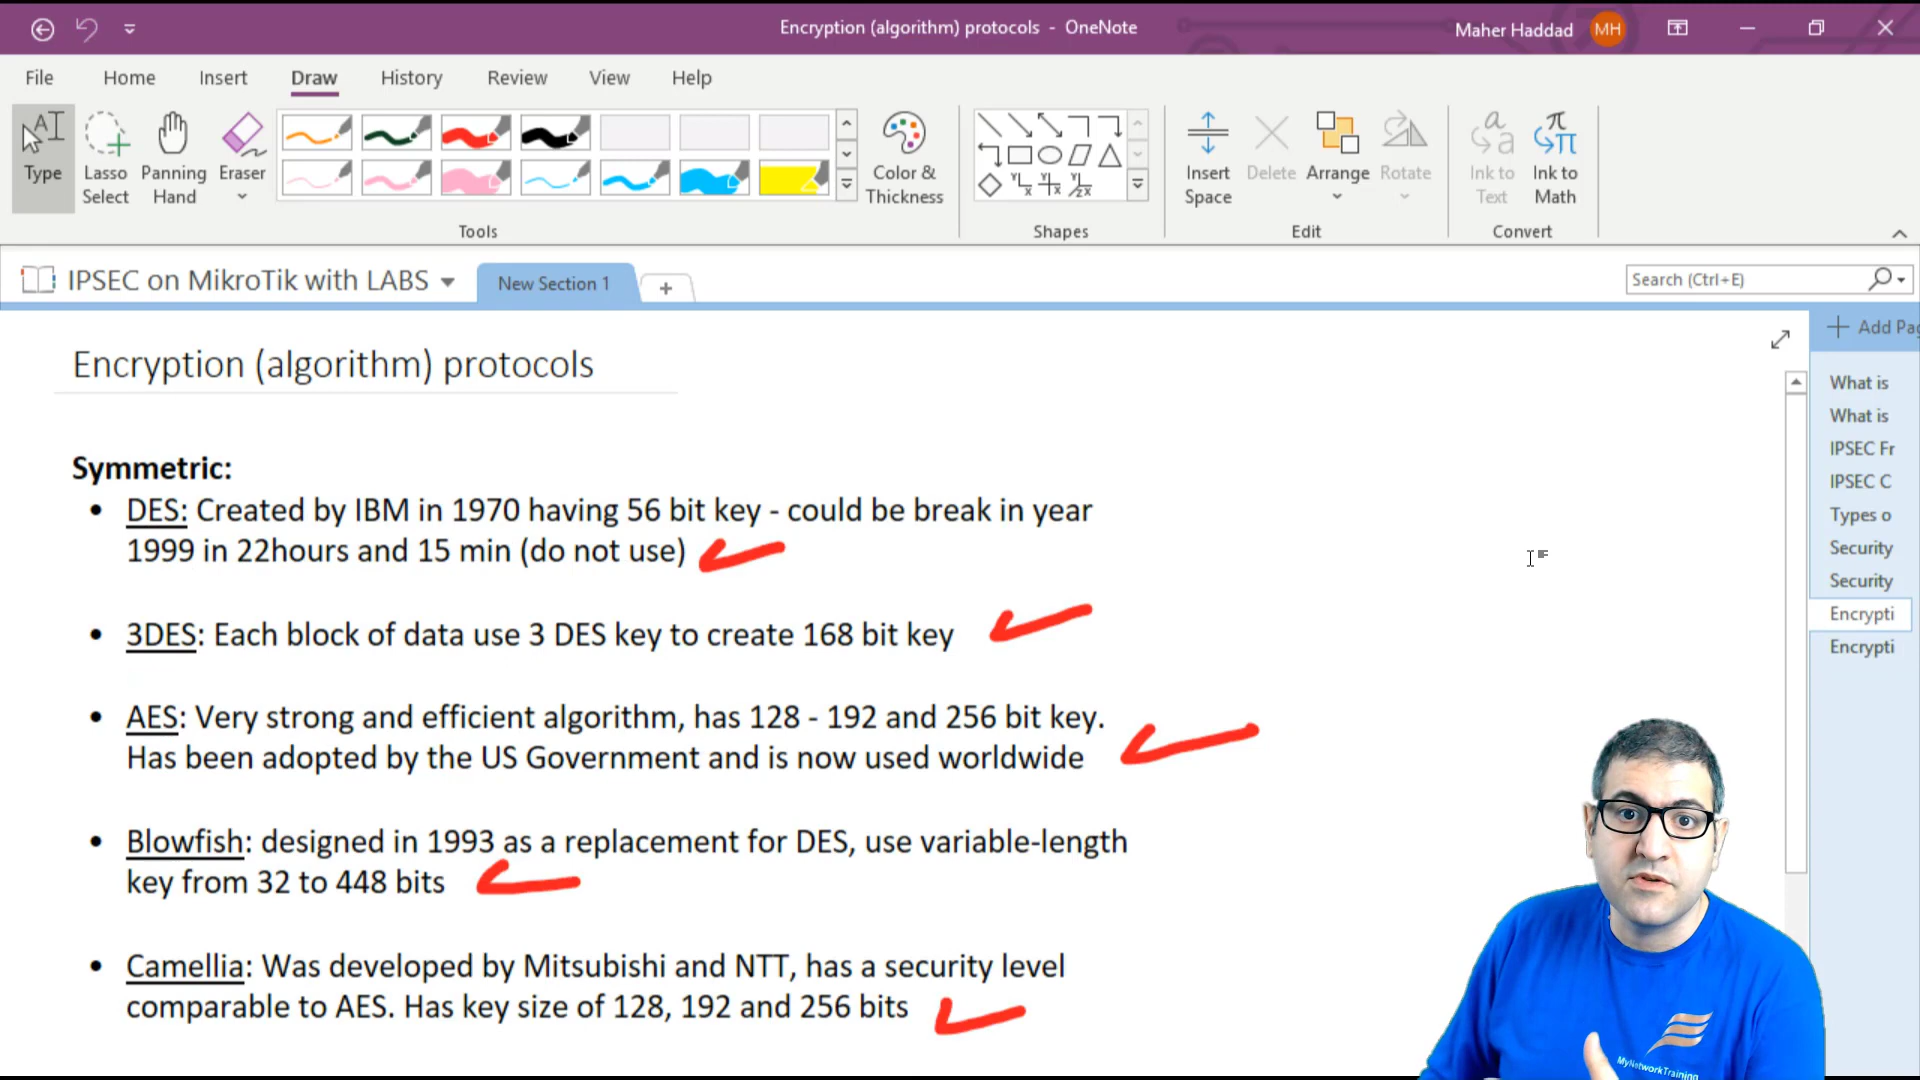 Encryption (algorithm) protocols - OneNote
Maher Haddad MH
File Home Insert Draw History Review View Help
Type
Lasso Select
Panning Hand
Eraser
Color & Thickness
Insert Space
Delete
Arrange
Rotate
Ink to Text
Ink to Math
Tools
Shapes
Edit
Convert
IPSEC on MikroTik with LABS
New Section 1
+
Search (Ctrl+E)
Add Pag
Encryption (algorithm) protocols
Symmetric:
• DES: Created by IBM in 1970 having 56 bit key - could be break in year
1999 in 22hours and 15 min (do not use)
• 3DES: Each block of data use 3 DES key to create 168 bit key
• AES: Very strong and efficient algorithm, has 128 - 192 and 256 bit key.
Has been adopted by the US Government and is now used worldwide
• Blowfish: designed in 1993 as a replacement for DES, use variable-length
key from 32 to 448 bits
• Camellia: Was developed by Mitsubishi and NTT, has a security level
comparable to AES. Has key size of 128, 192 and 256 bits
What is
What is
IPSEC Fr
IPSEC C
Types o
Security
Security
Encrypti
Encrypti
MyNetworkTraining